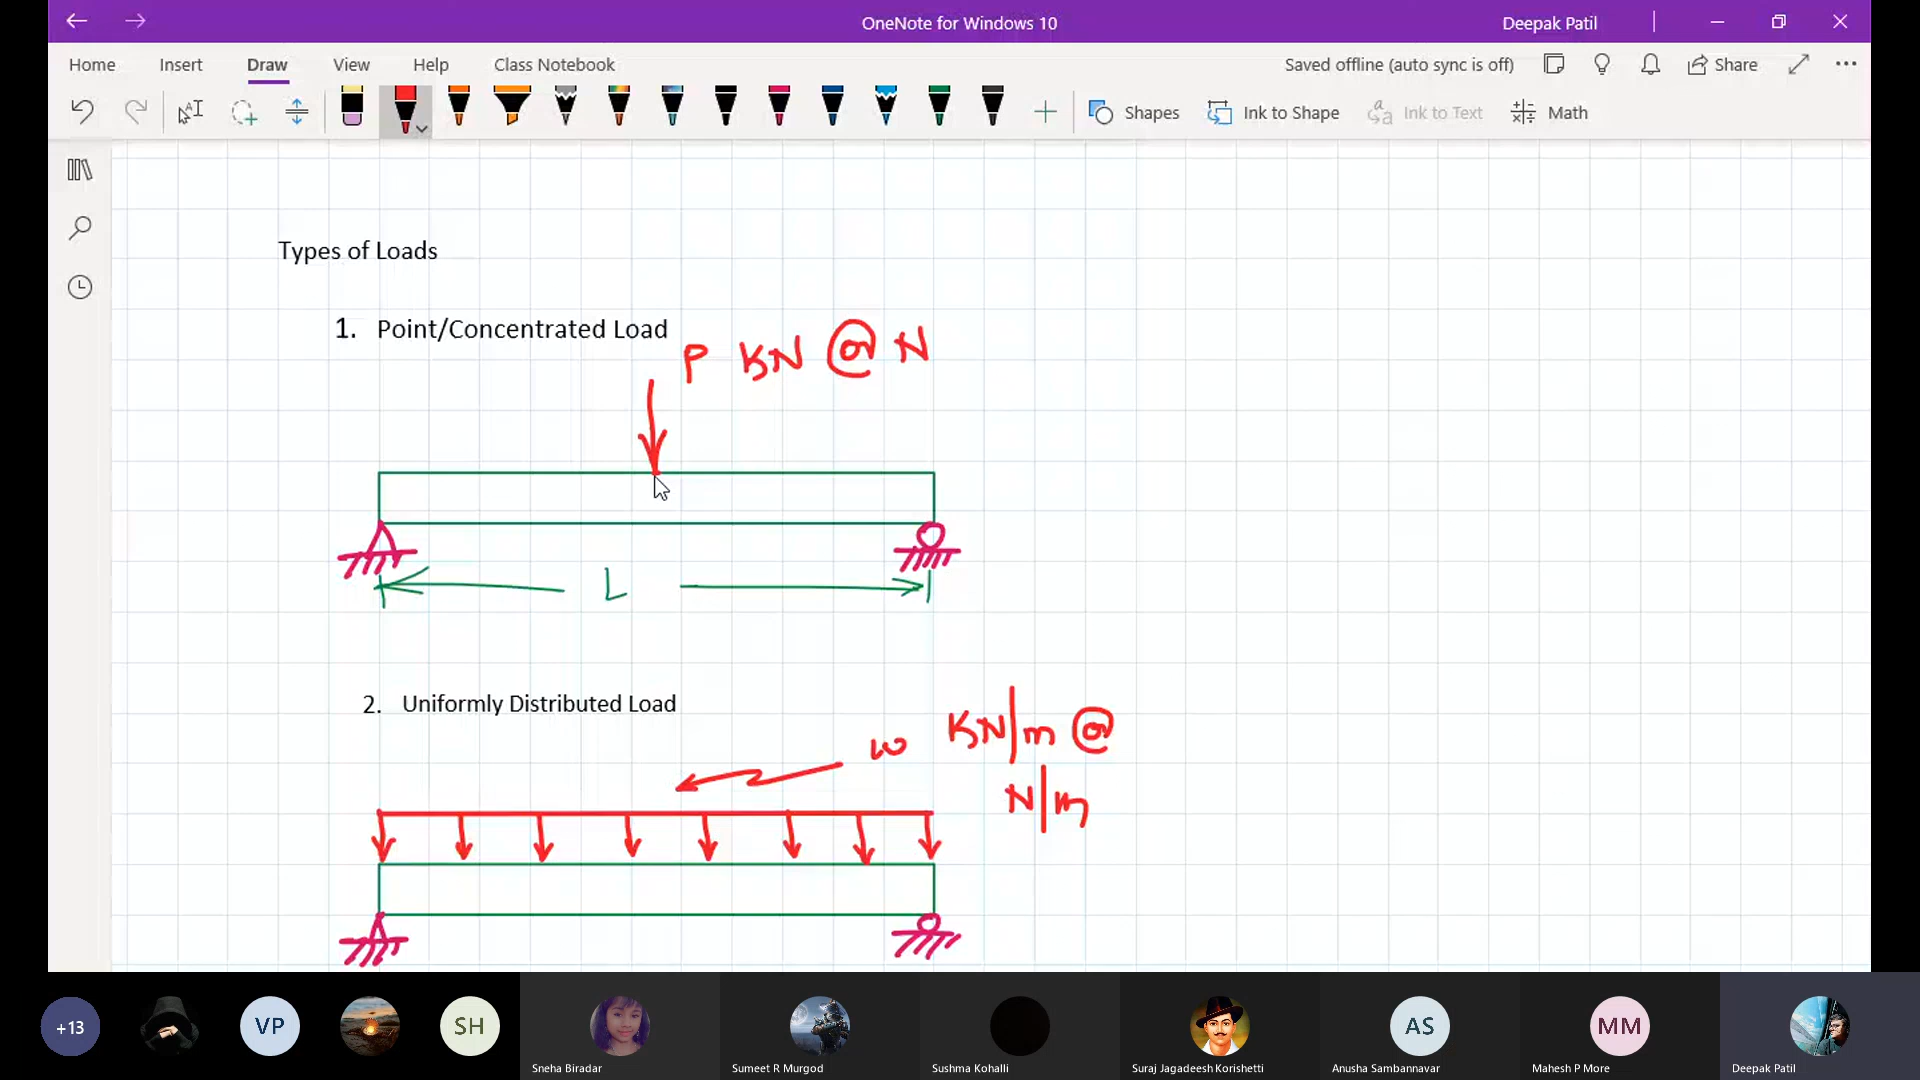 OneNote for Windows 10
Deepak Patil
Home Insert Draw View Help Class Notebook
Saved offline (auto sync is off)
Share
Shapes Ink to Shape Ink to Text Math
Types of Loads
1. Point/Concentrated Load
P KN @ N
L
2. Uniformly Distributed Load
w KN/m @
N/m
+13 VP SH AS MM
Sneha Biradar Sumeet R Murgod Sushma Kohalli Suraj Jagadeesh Korishetti Anusha Sambannavar Mahesh P More Deepak Patil